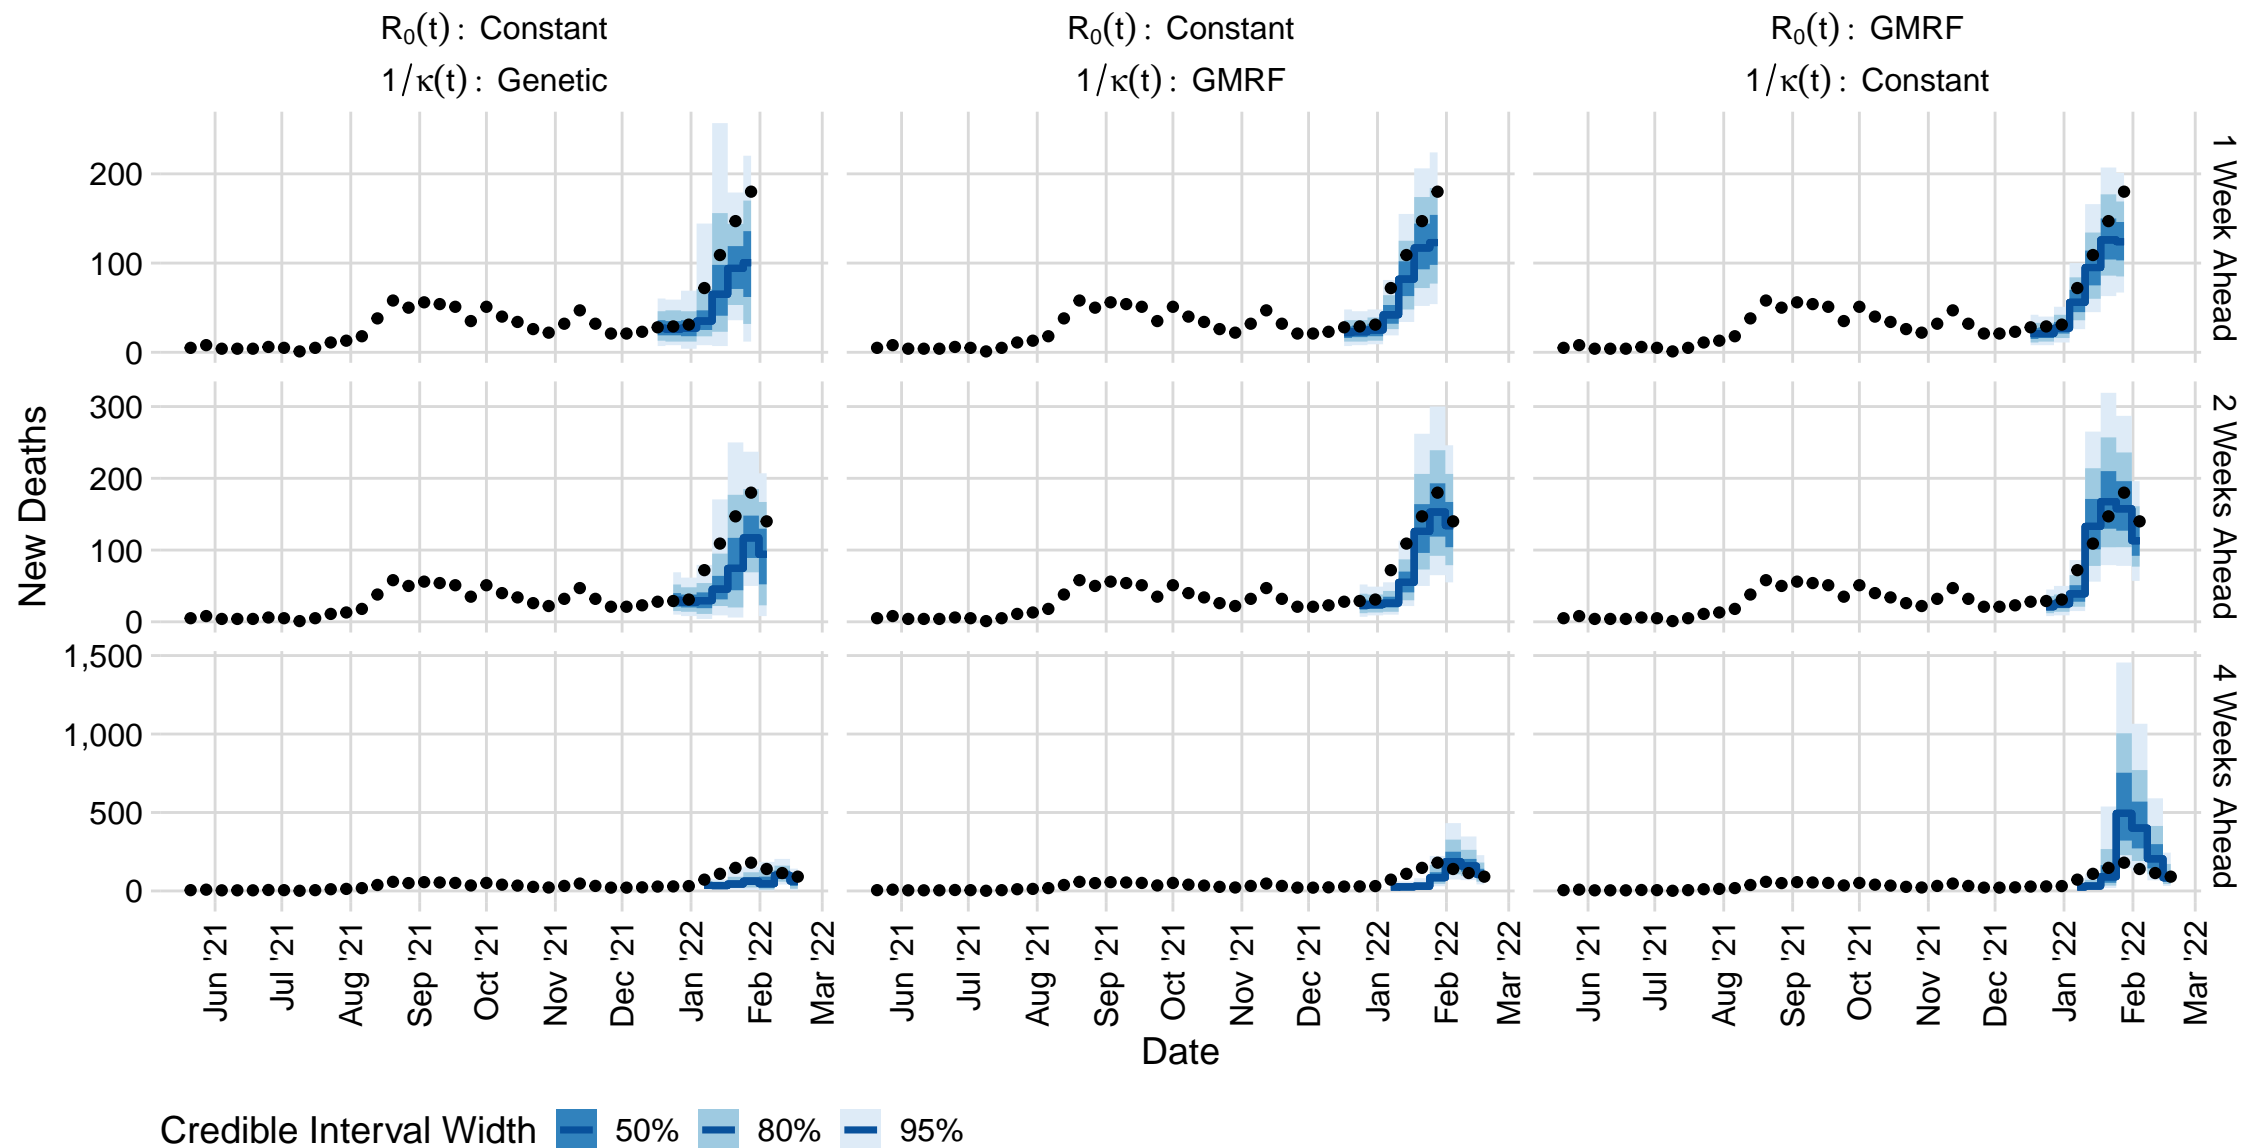 R₀(t) : Constant
1/κ(t) : Genetic
R₀(t) : Constant
1/κ(t) : GMRF
R₀(t) : GMRF
1/κ(t) : Constant
New Deaths
200
100
0
1 Week Ahead
300
200
100
0
2 Weeks Ahead
1,500
1,000
500
0
4 Weeks Ahead
Jun '21
Jul '21
Aug '21
Sep '21
Oct '21
Nov '21
Dec '21
Jan '22
Feb '22
Mar '22
Jun '21
Jul '21
Aug '21
Sep '21
Oct '21
Nov '21
Dec '21
Jan '22
Feb '22
Mar '22
Jun '21
Jul '21
Aug '21
Sep '21
Oct '21
Nov '21
Dec '21
Jan '22
Feb '22
Mar '22
Date
Credible Interval Width 50% 80% 95%